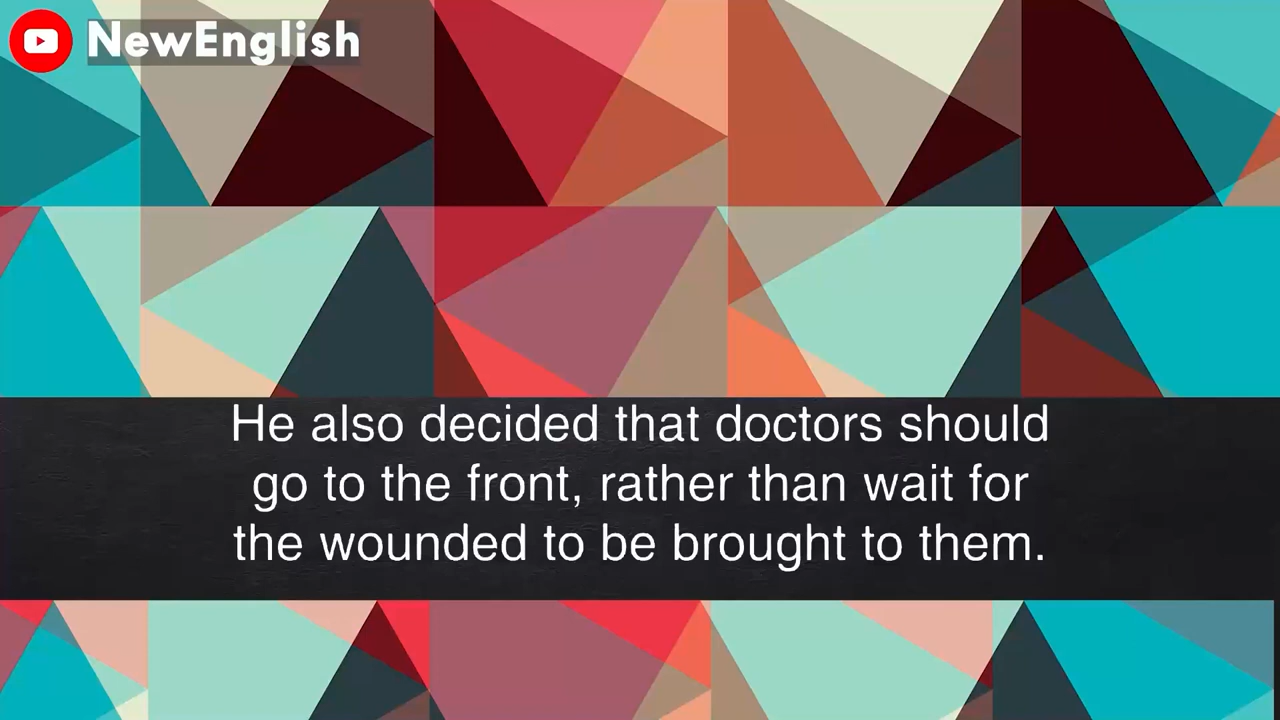 NewEnglish
He also decided that doctors should
go to the front, rather than wait for
the wounded to be brought to them.